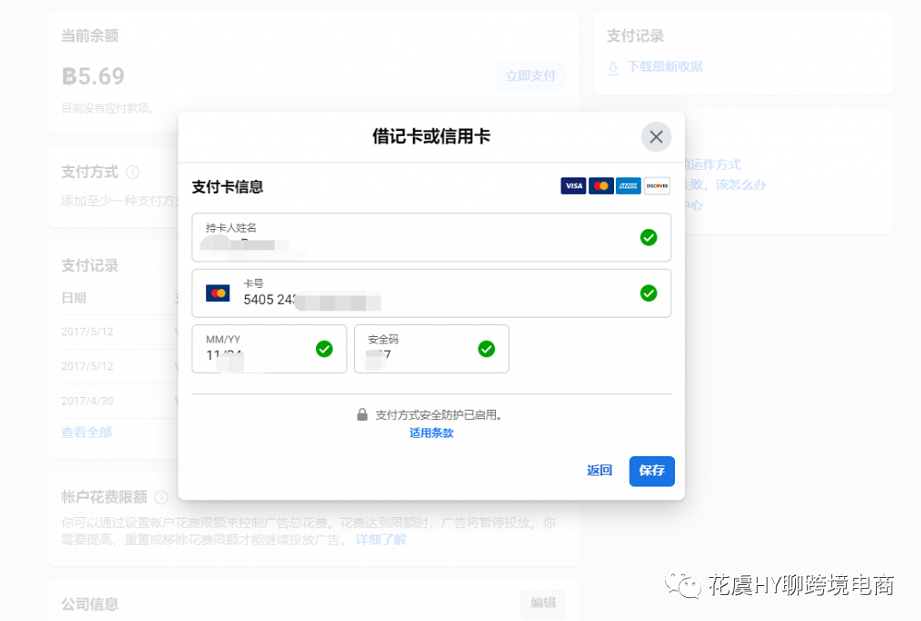 当前余额
฿5.69
立即支付
目前没有应付款项。
支付记录
下载最新收据
借记卡或信用卡
支付方式
添加至少一种支付方
的运作方式
失败，该怎么办
中心
支付卡信息
VISA
AMEX
DISCOVER
持卡人姓名
卡号
5405 24
MM/YY
11/
安全码
7
支付记录
日期
2017/5/12
2017/5/12
2017/4/30
查看全部
支付方式安全防护已启用。
适用条款
返回
保存
帐户花费限额
你可以通过设置帐户花费限额来控制广告总花费。花费达到限额时，广告将暂停投放。你
需要提高、重置或移除花费限额才能继续投放广告。 详细了解
公司信息
编辑
花虞HY聊跨境电商